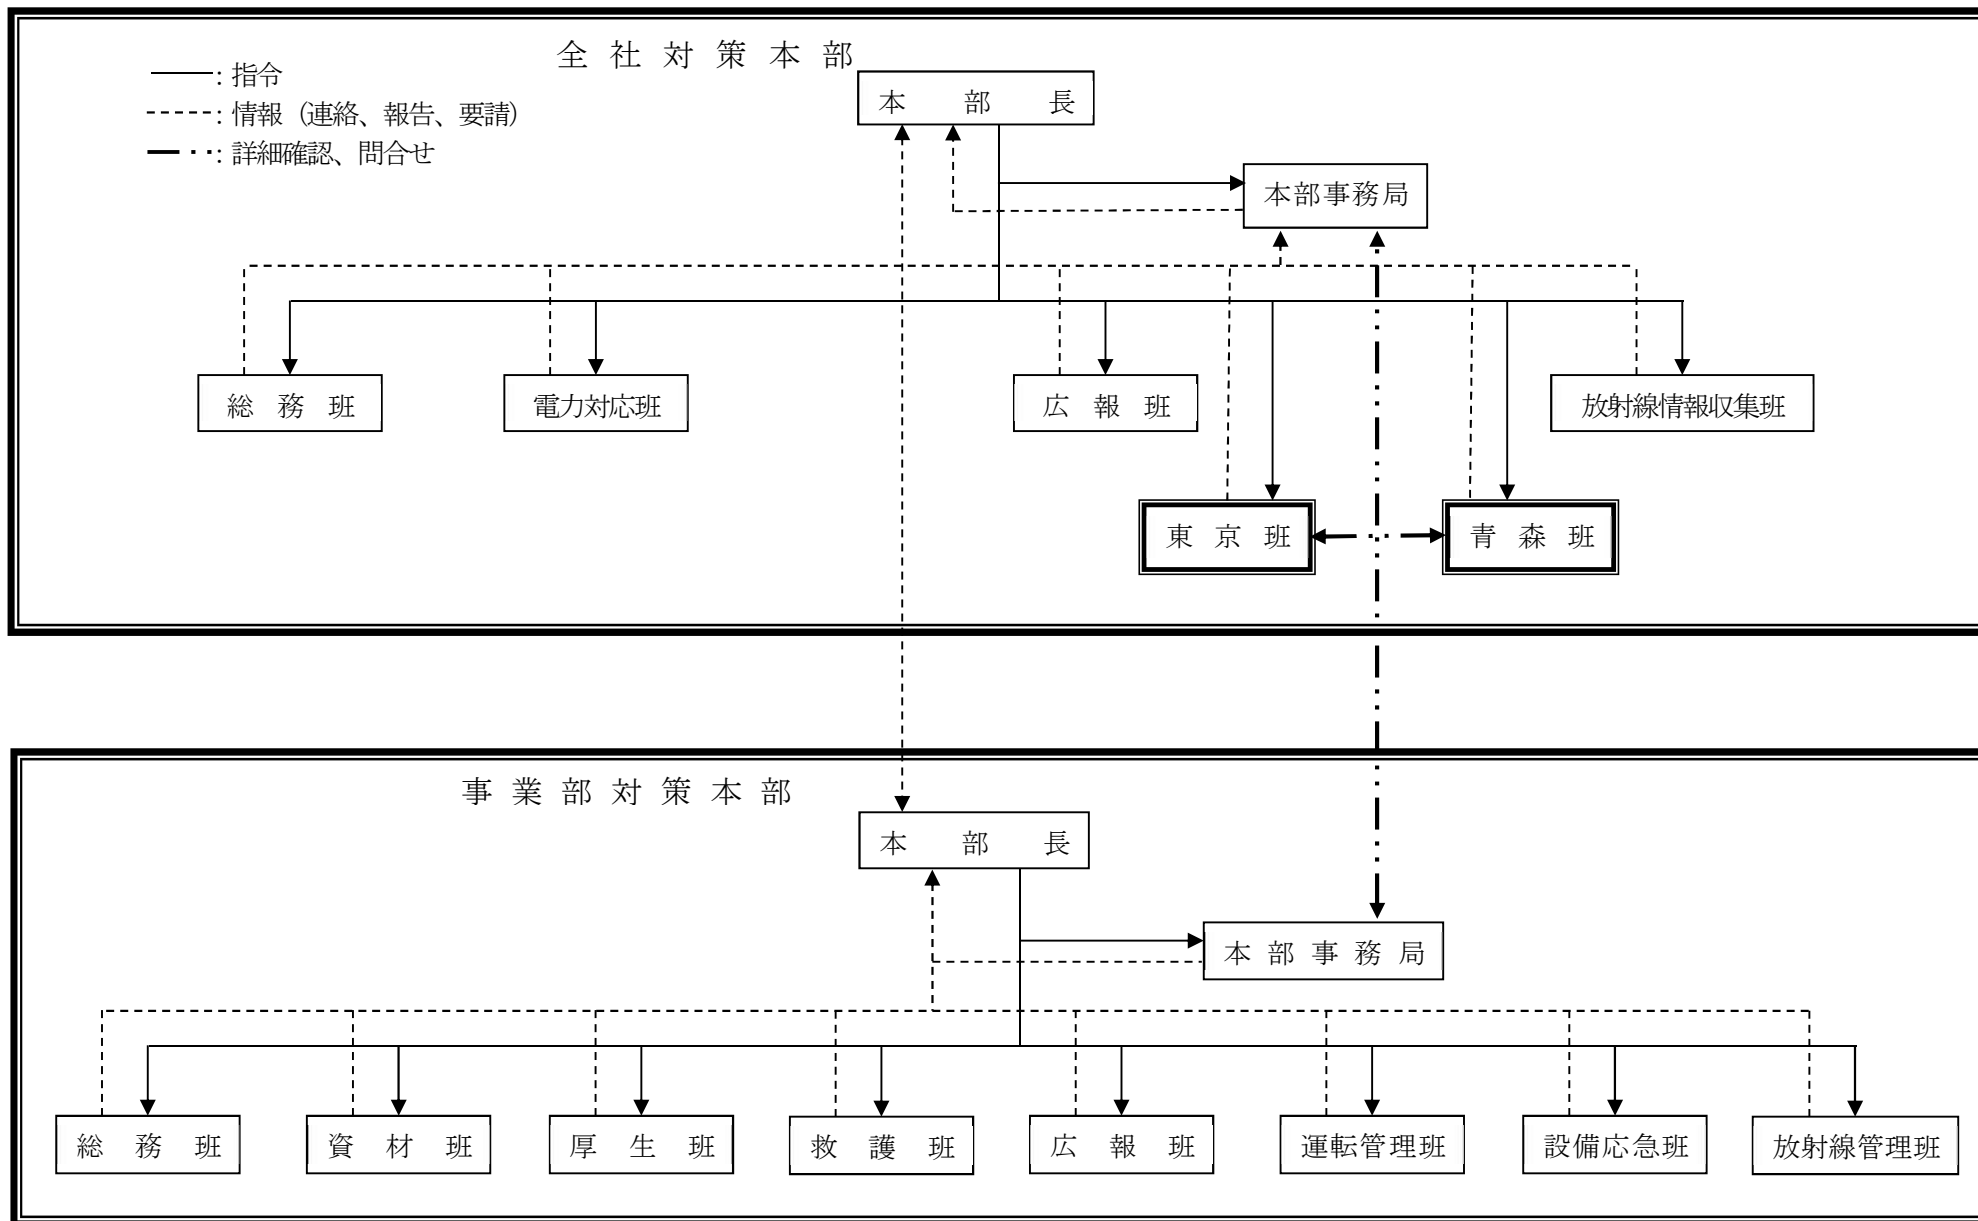 全社対策本部
: 指令
: 情報（連絡、報告、要請）
: 詳細確認、問合せ
本部長
本部事務局
総務班
電力対応班
広報班
放射線情報収集班
東京班
青森班
事業部対策本部
本部長
本部事務局
総務班
資材班
厚生班
救護班
広報班
運転管理班
設備応急班
放射線管理班